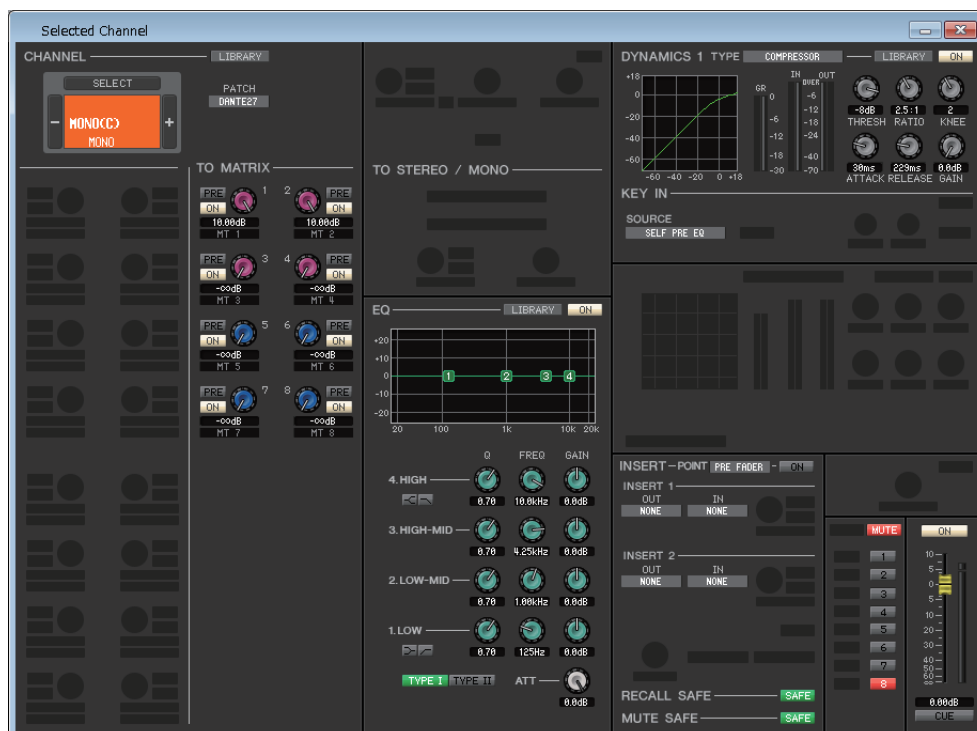 Selected Channel
CHANNEL LIBRARY
SELECT
PATCH
DANTE27
− MONO(C) +
MONO
TO MATRIX
PRE 1 2 PRE
ON ON
10.00dB 10.00dB
MT 1 MT 2
PRE 3 4 PRE
ON ON
-∞dB -∞dB
MT 3 MT 4
PRE 5 6 PRE
ON ON
-∞dB -∞dB
MT 5 MT 6
PRE 7 8 PRE
ON ON
-∞dB -∞dB
MT 7 MT 8
TO STEREO / MONO
EQ LIBRARY ON
+20
+10
0
-10
-20
1 2 3 4
20 100 1k 10k 20k
Q FREQ GAIN
4.HIGH
0.70 10.0kHz 0.0dB
3.HIGH-MID
0.70 4.25kHz 0.0dB
2.LOW-MID
0.70 1.00kHz 0.0dB
1.LOW
0.70 125Hz 0.0dB
TYPE I TYPE II ATT
0.0dB
DYNAMICS 1 TYPE COMPRESSOR LIBRARY ON
+18
0
-20
-40
-60
-60 -40 -20 0 +18
GR
0
-6
-12
-18
-30
IN OUT
OVER
-6
-12
-18
-24
-40
-70
-8dB 2.5:1 2
THRESH RATIO KNEE
30ms 229ms 0.0dB
ATTACK RELEASE GAIN
KEY IN
SOURCE
SELF PRE EQ
INSERT POINT PRE FADER ON
INSERT 1
OUT IN
NONE NONE
INSERT 2
OUT IN
NONE NONE
RECALL SAFE SAFE
MUTE SAFE SAFE
MUTE
1
2
3
4
5
6
7
8
ON
10
5
0
5
10
20
30
40
50
60
∞
0.00dB
CUE